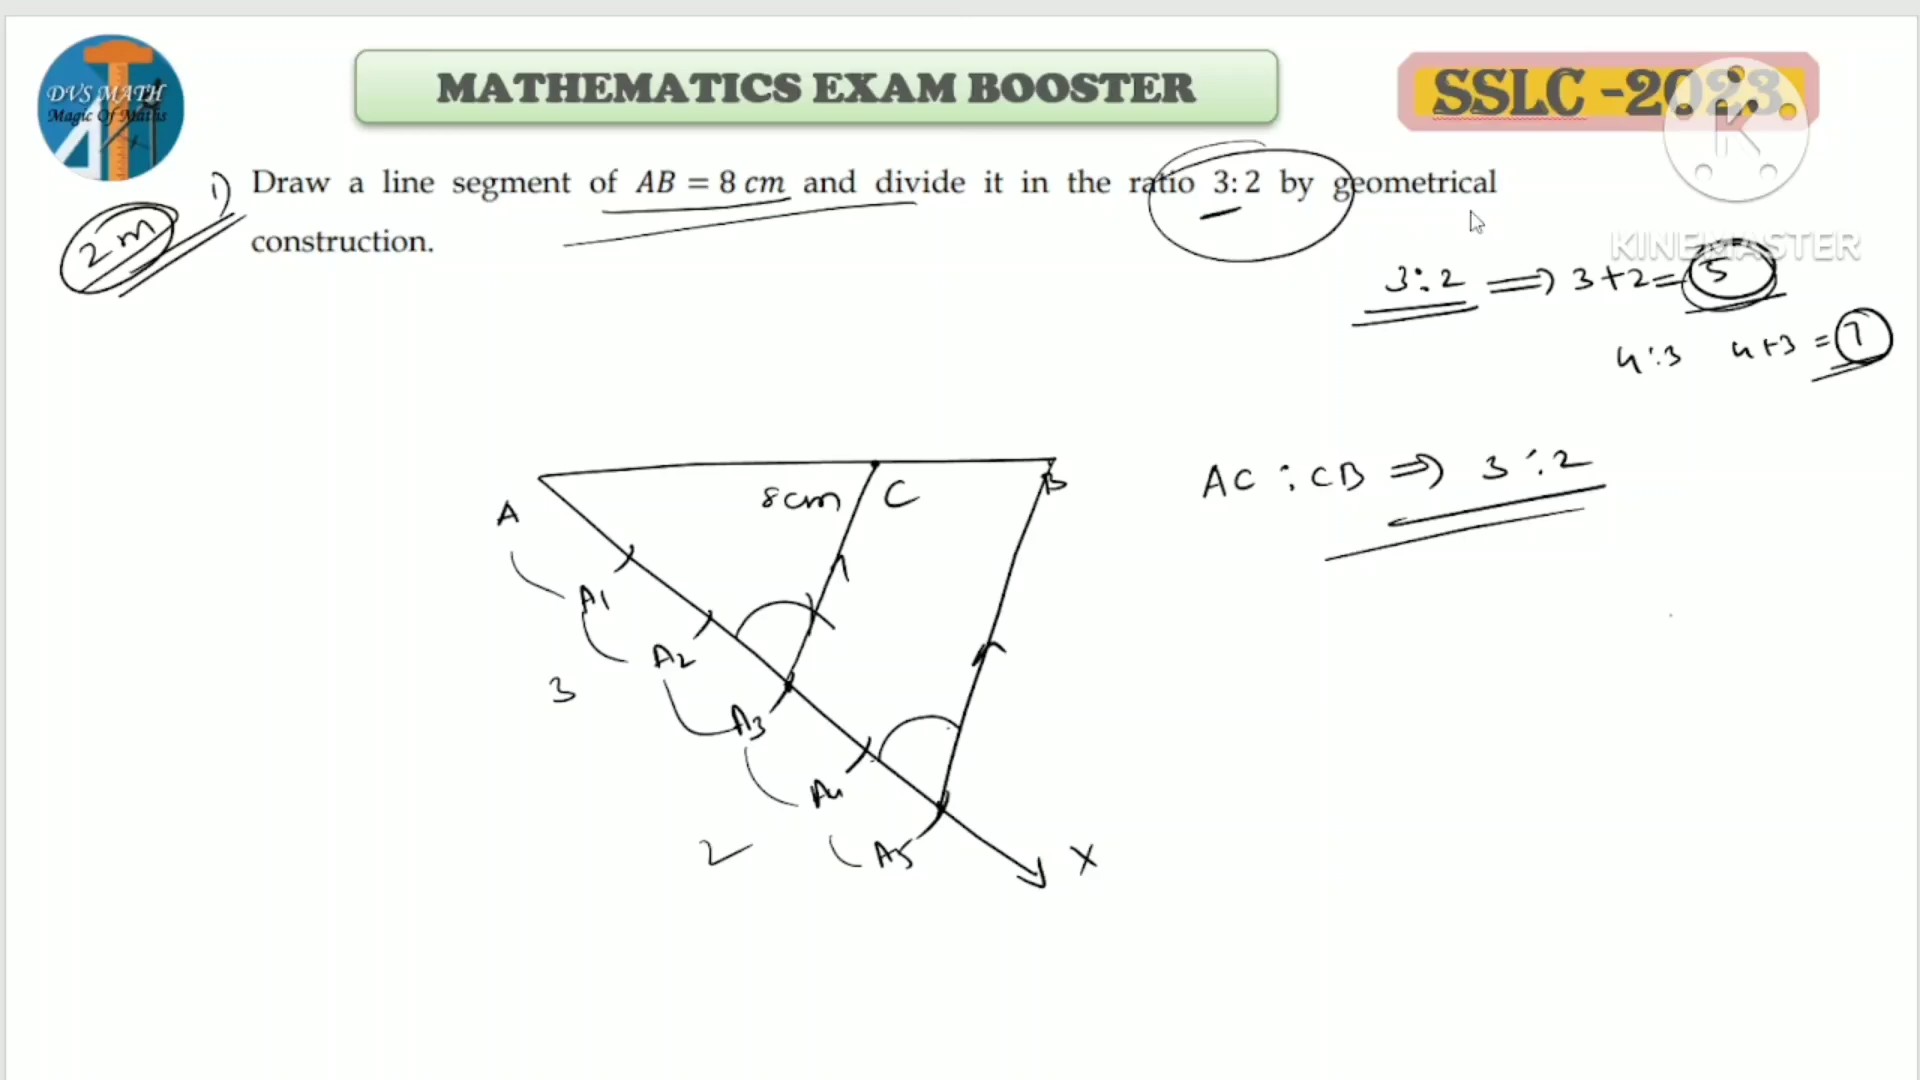 DVS MATH
Magic Of Maths
MATHEMATICS EXAM BOOSTER
SSLC -2023
K
KINEMASTER
2m
1) Draw a line segment of AB = 8 cm and divide it in the ratio 3:2 by geometrical
construction.
3:2 ⟹ 3+2=5
4:3 4+3=7
AC:CB ⟹ 3:2
A
8cm C
B
A1
A2
3
A3
A4
2
A5
X